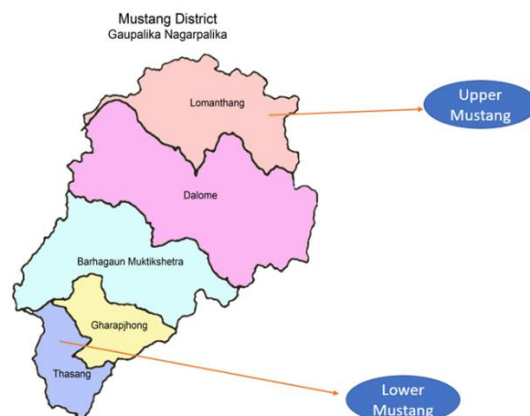 Mustang District
Gaupalika Nagarpalika
Lomanthang
Upper
Mustang
Dalome
Barhagaun Muktikshetra
Gharapjhong
Thasang
Lower
Mustang